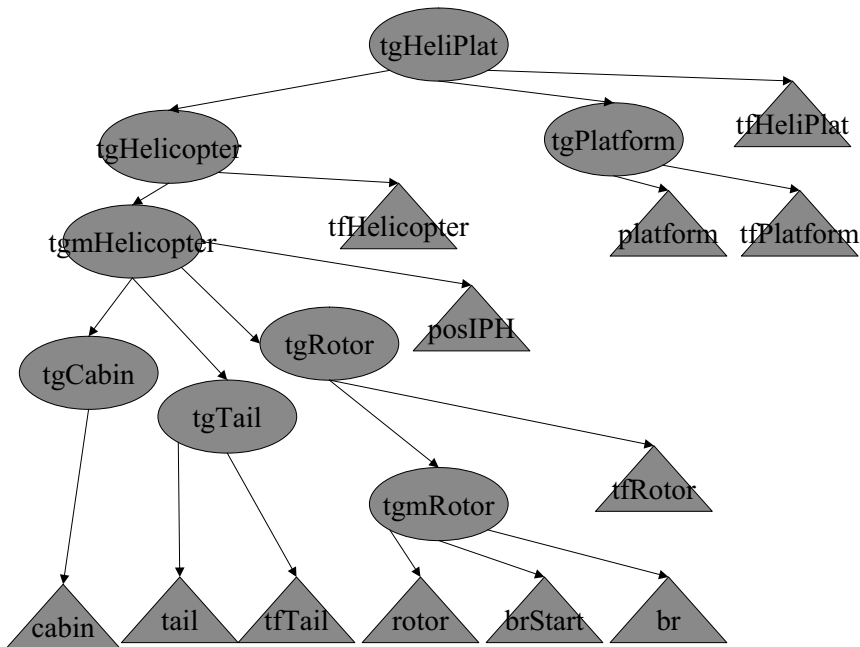 tgHeliPlat
tfHeliPlat
tgHelicopter
tgPlatform
tfHelicopter
platform
tfPlatform
tgmHelicopter
posIPH
tgRotor
tgCabin
tgTail
tfRotor
tgmRotor
cabin
tail
tfTail
rotor
brStart
br